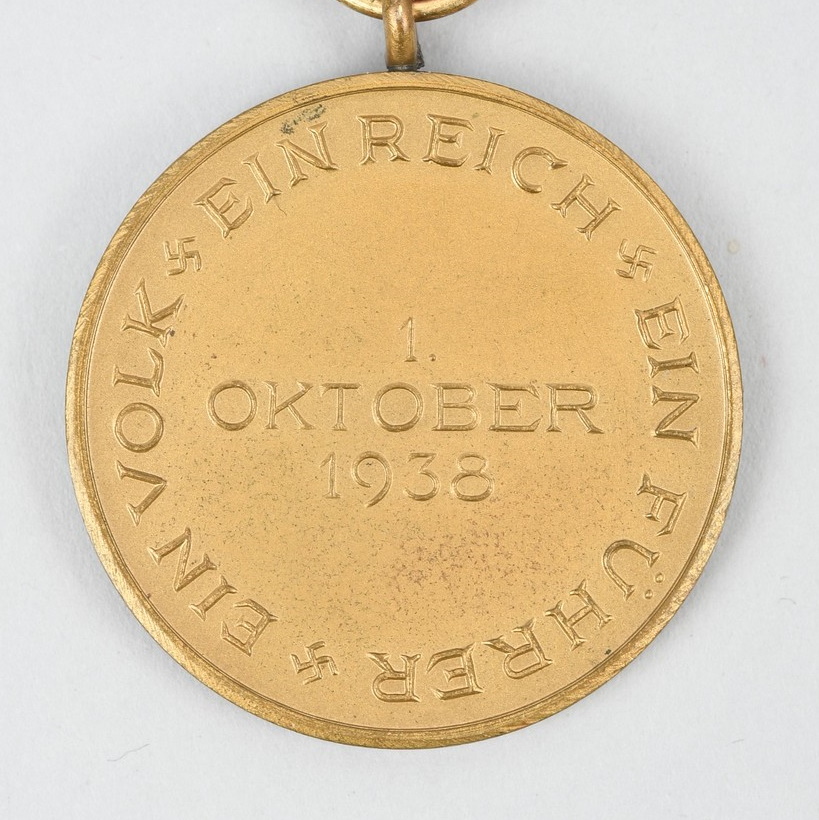 EIN VOLK 卐 EIN REICH 卐 EIN FÜHRER 卐
1.
OKTOBER
1938